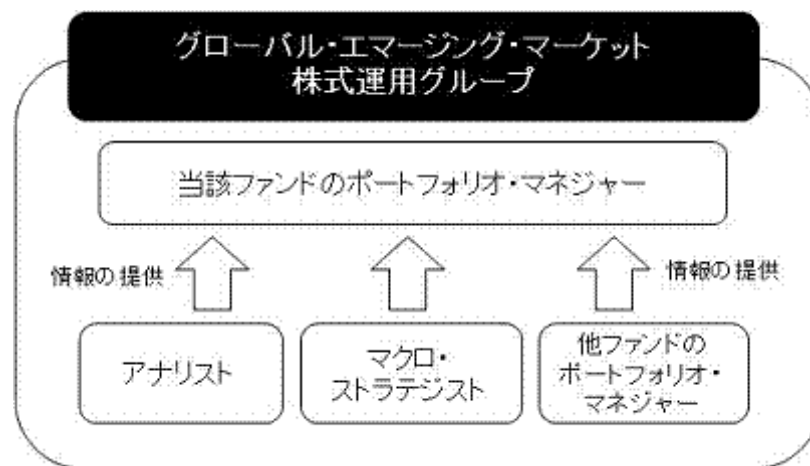 グローバル・エマージング・マーケット
株式運用グループ
当該ファンドのポートフォリオ・マネジャー
情報の提供
情報の提供
アナリスト
マクロ・
ストラテジスト
他ファンドの
ポートフォリオ・
マネジャー